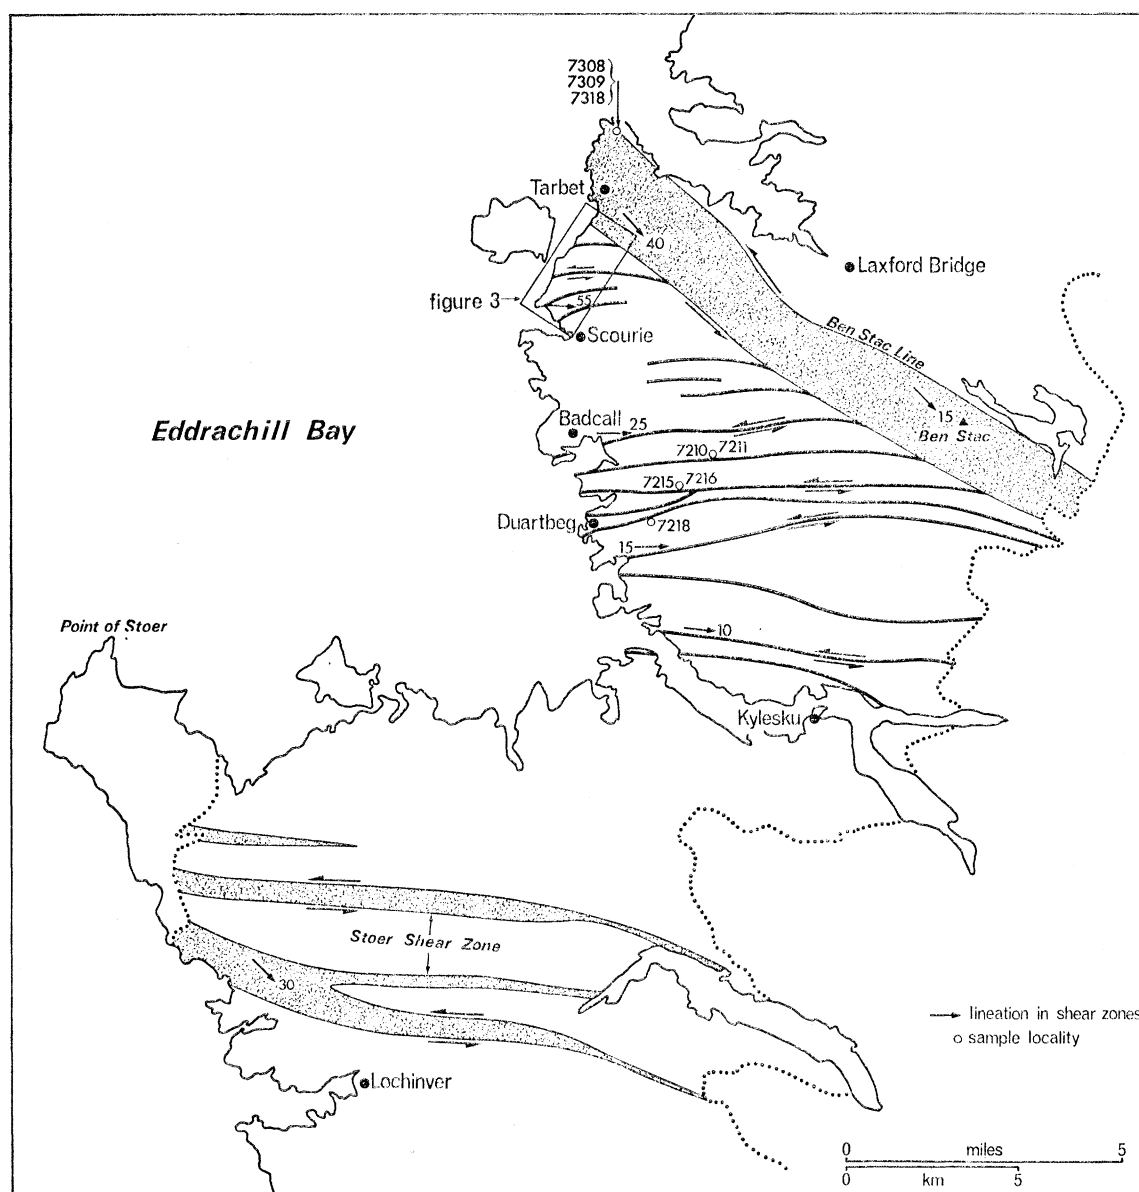 7308
7309
7318
Tarbet
40
Laxford Bridge
figure 3
55
Scourie
Ben Stac Line
Eddrachill Bay
Badcall
25
15
Ben Stac
7210 7211
7215 7216
Duartbeg
7218
15
Point of Stoer
10
Kylesku
Stoer Shear Zone
30
lineation in shear zones
sample locality
Lochinver
0 miles 5
0 km 5